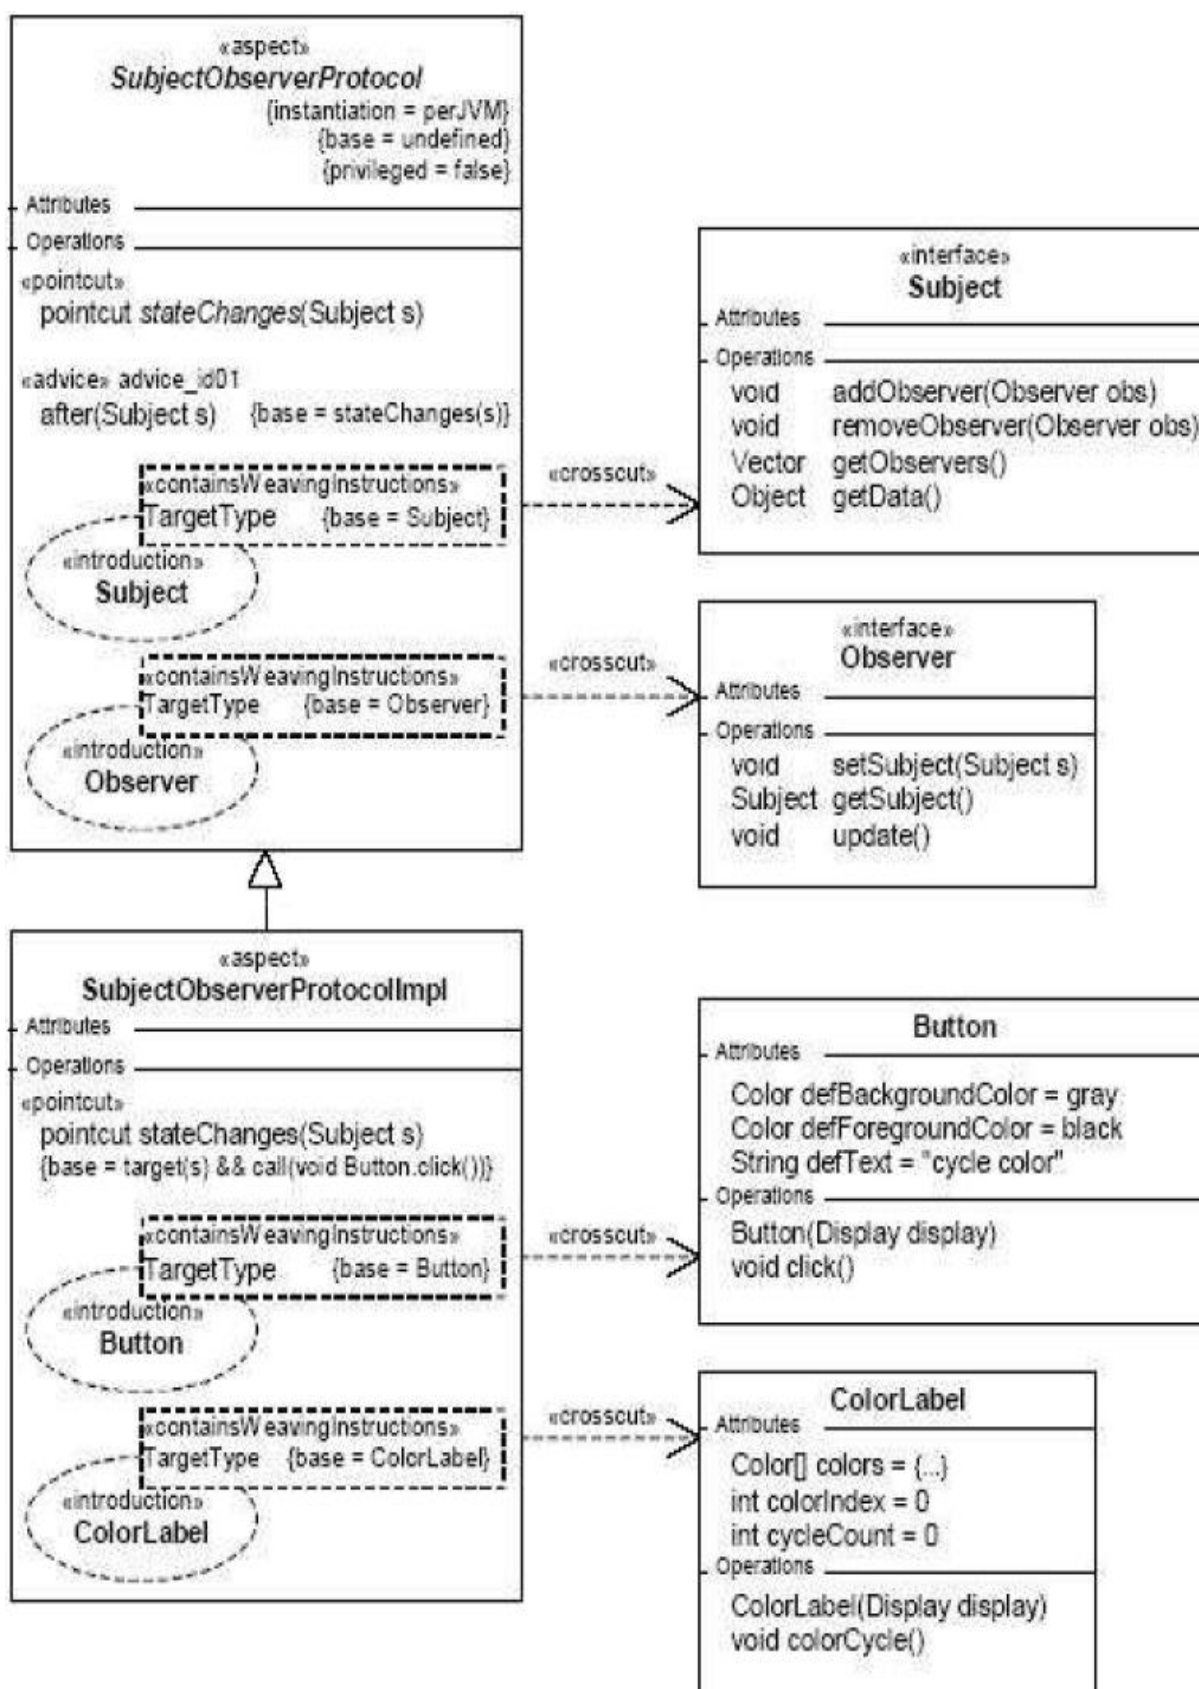 «aspect»
SubjectObserverProtocol
{instantiation = perJVM}
{base = undefined}
{privileged = false}
Attributes
Operations
«pointcut»
pointcut stateChanges(Subject s)
«advice» advice_id01
after(Subject s) {base = stateChanges(s)}
«containsWeavingInstructions»
TargetType {base = Subject}
«introduction»
Subject
«containsWeavingInstructions»
TargetType {base = Observer}
«introduction»
Observer
«crosscut»
«interface»
Subject
Attributes
Operations
void addObserver(Observer obs)
void removeObserver(Observer obs)
Vector getObservers()
Object getData()
«crosscut»
«interface»
Observer
Attributes
Operations
void setSubject(Subject s)
Subject getSubject()
void update()
«aspect»
SubjectObserverProtocolImpl
Attributes
Operations
«pointcut»
pointcut stateChanges(Subject s)
{base = target(s) && call(void Button.click())}
«containsWeavingInstructions»
TargetType {base = Button}
«introduction»
Button
«containsWeavingInstructions»
TargetType {base = ColorLabel}
«introduction»
ColorLabel
«crosscut»
Button
Attributes
Color defBackgroundColor = gray
Color defForegroundColor = black
String defText = "cycle color"
Operations
Button(Display display)
void click()
«crosscut»
ColorLabel
Attributes
Color[] colors = {...}
int colorIndex = 0
int cycleCount = 0
Operations
ColorLabel(Display display)
void colorCycle()